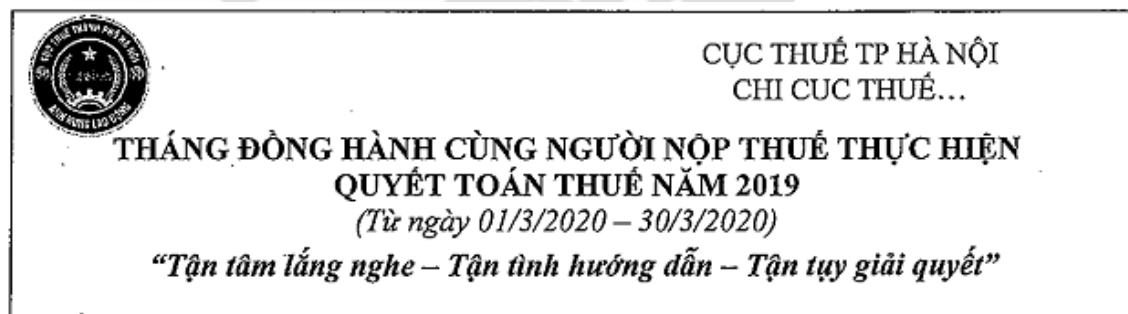 CỤC THUẾ TP HÀ NỘI
CHI CUC THUẾ...
THÁNG ĐỒNG HÀNH CÙNG NGƯỜI NỘP THUẾ THỰC HIỆN
QUYẾT TOÁN THUẾ NĂM 2019
(Từ ngày 01/3/2020 – 30/3/2020)
“Tận tâm lắng nghe – Tận tình hướng dẫn – Tận tụy giải quyết”